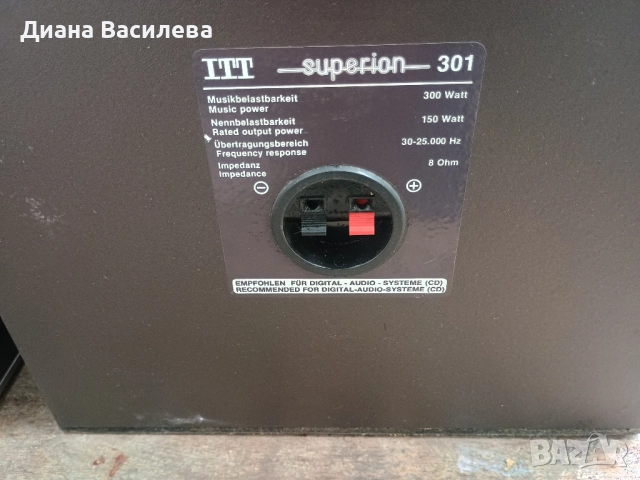 Диана Василева
ITT superion 301
Musikbelastbarkeit 300 Watt
Music power
Nennbelastbarkeit 150 Watt
Rated output power
Übertragungsbereich 30-25.000 Hz
Frequency response
Impedanz 8 Ohm
Impedance
EMPFOHLEN FÜR DIGITAL - AUDIO - SYSTEME (CD)
RECOMMENDED FOR DIGITAL-AUDIO-SYSTEME (CD)
BAZAR